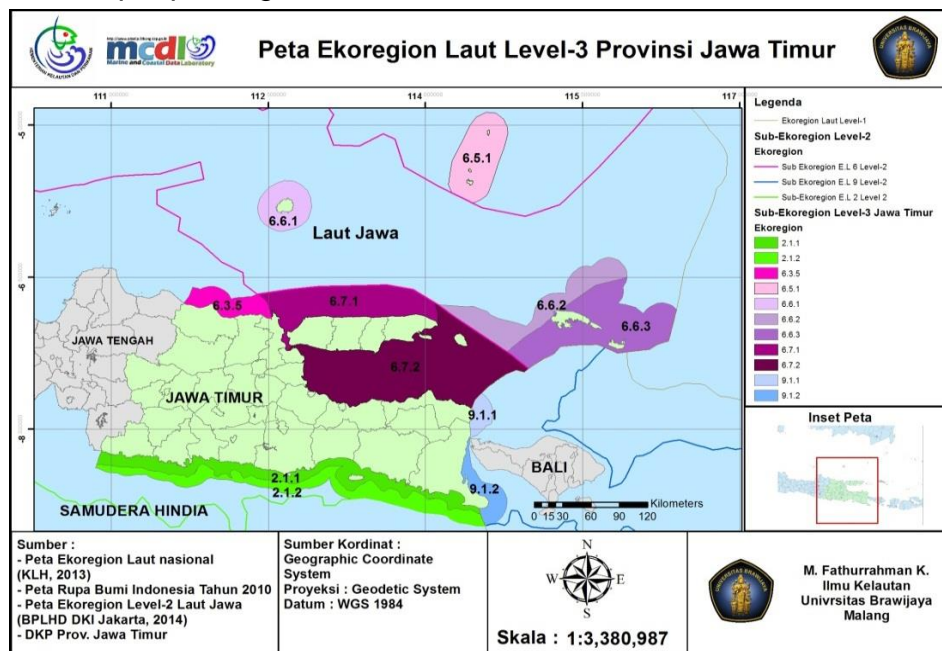 mcdl
Marine and Coastal Data Laboratory
Peta Ekoregion Laut Level-3 Provinsi Jawa Timur
UNIVERSITAS BRAWIJAYA
111
112
114
115
117
-5
-6
-8
6.5.1
6.6.1
Laut Jawa
6.3.5
6.7.1
6.6.2
6.6.3
JAWA TENGAH
6.7.2
JAWA TIMUR
9.1.1
BALI
2.1.1
2.1.2
9.1.2
SAMUDERA HINDIA
Kilometers
0 15 30 60 90 120
Legenda
Ekoregion Laut Level-1
Sub-Ekoregion Level-2
Ekoregion
Sub Ekoregion E.L 6 Level-2
Sub Ekoregion E.L 9 Level-2
Sub-Ekoregion E.L 2 Level 2
Sub-Ekoregion Level-3 Jawa Timur
Ekoregion
2.1.1
2.1.2
6.3.5
6.5.1
6.6.1
6.6.2
6.6.3
6.7.1
6.7.2
9.1.1
9.1.2
Inset Peta
Sumber :
- Peta Ekoregion Laut nasional
(KLH, 2013)
- Peta Rupa Bumi Indonesia Tahun 2010
- Peta Ekoregion Level-2 Laut Jawa
(BPLHD DKI Jakarta, 2014)
- DKP Prov. Jawa Timur
Sumber Kordinat :
Geographic Coordinate
System
Proyeksi : Geodetic System
Datum : WGS 1984
N
W
E
S
Skala : 1:3,380,987
UNIVERSITAS BRAWIJAYA
M. Fathurrahman K.
Ilmu Kelautan
Univrsitas Brawijaya
Malang